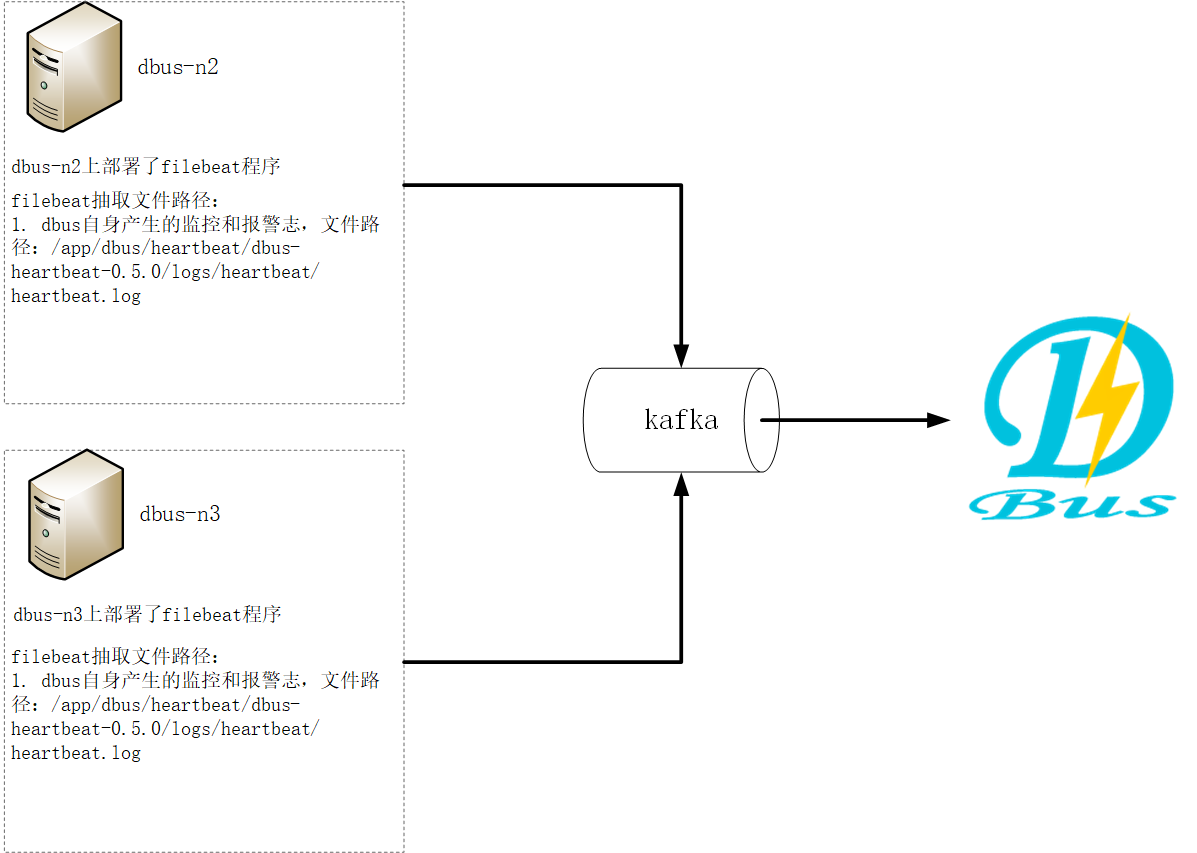 dbus-n2
dbus-n2上部署了filebeat程序
filebeat抽取文件路径：
1. dbus自身产生的监控和报警志，文件路
径：/app/dbus/heartbeat/dbus-
heartbeat-0.5.0/logs/heartbeat/
heartbeat.log
kafka
D
Bus
dbus-n3
dbus-n3上部署了filebeat程序
filebeat抽取文件路径：
1. dbus自身产生的监控和报警志，文件路
径：/app/dbus/heartbeat/dbus-
heartbeat-0.5.0/logs/heartbeat/
heartbeat.log